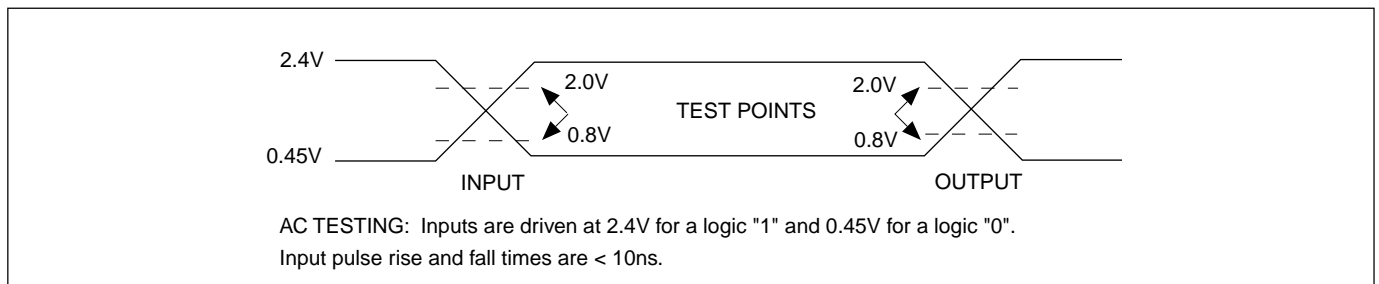 2.4V
2.0V
2.0V
TEST POINTS
0.8V
0.8V
0.45V
INPUT
OUTPUT
AC TESTING: Inputs are driven at 2.4V for a logic "1" and 0.45V for a logic "0".
Input pulse rise and fall times are < 10ns.